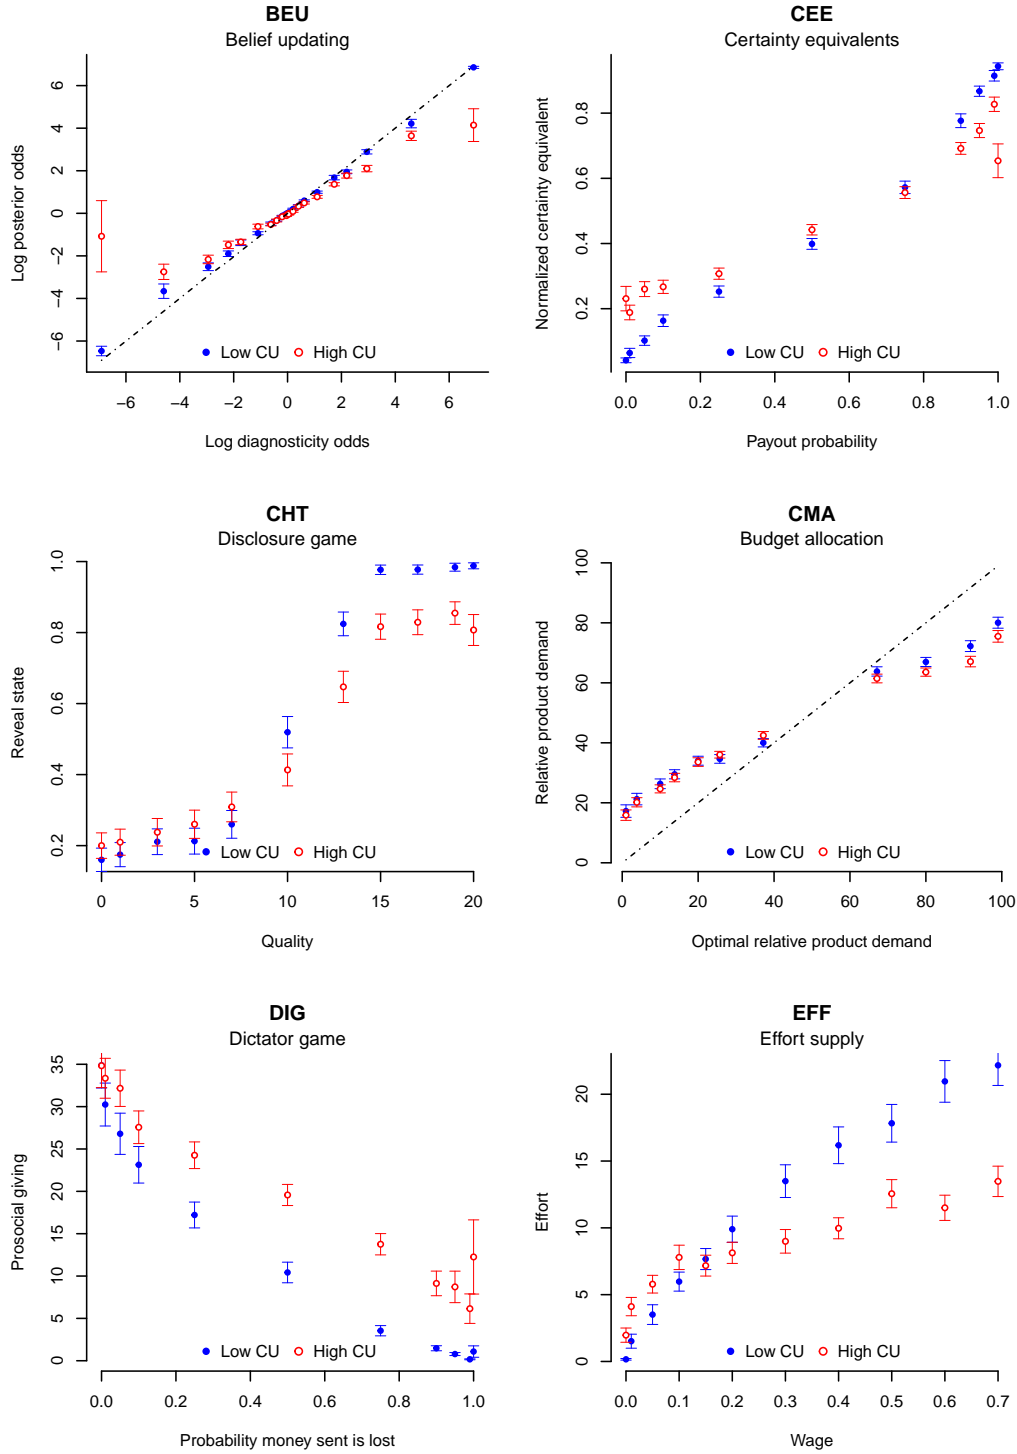 BEU
Belief updating
Log posterior odds
6
4
2
0
−2
−4
−6
Low CU
High CU
−6 −4 −2 0 2 4 6
Log diagnosticity odds
CEE
Certainty equivalents
Normalized certainty equivalent
0.8
0.6
0.4
0.2
Low CU
High CU
0.0 0.2 0.4 0.6 0.8 1.0
Payout probability
CHT
Disclosure game
Reveal state
1.0
0.8
0.6
0.4
0.2
Low CU
High CU
0 5 10 15 20
Quality
CMA
Budget allocation
Relative product demand
100
80
60
40
20
0
Low CU
High CU
0 20 40 60 80 100
Optimal relative product demand
DIG
Dictator game
Prosocial giving
35
30
25
20
15
10
5
0
Low CU
High CU
0.0 0.2 0.4 0.6 0.8 1.0
Probability money sent is lost
EFF
Effort supply
Effort
20
15
10
5
0
Low CU
High CU
0.0 0.1 0.2 0.3 0.4 0.5 0.6 0.7
Wage